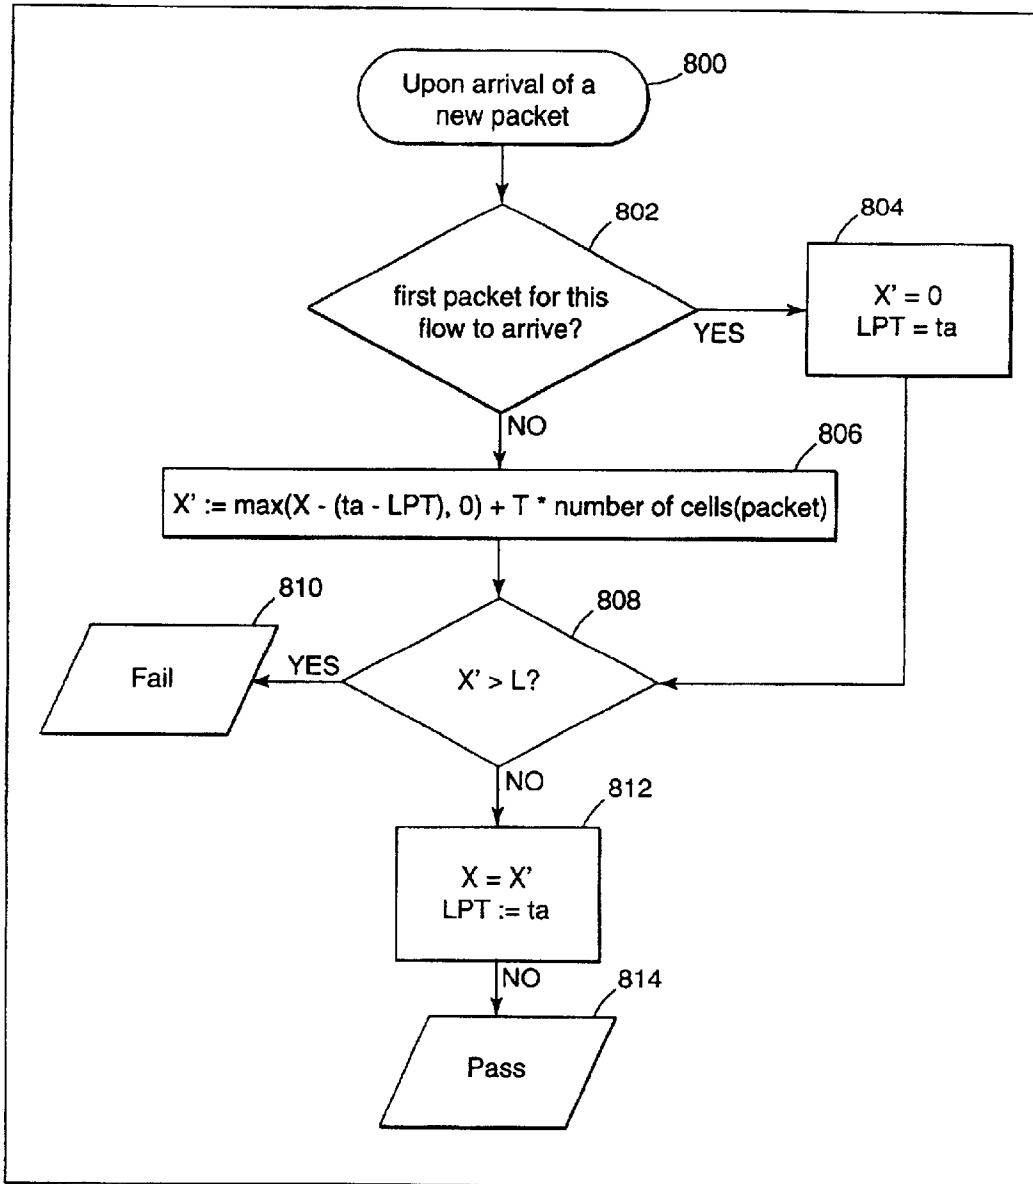 Upon arrival of a
new packet
800
802
first packet for this
flow to arrive?
YES
804
X' = 0
LPT = ta
NO
806
X' := max(X - (ta - LPT), 0) + T * number of cells(packet)
810
Fail
YES
808
X' > L?
NO
812
X = X'
LPT := ta
NO
814
Pass